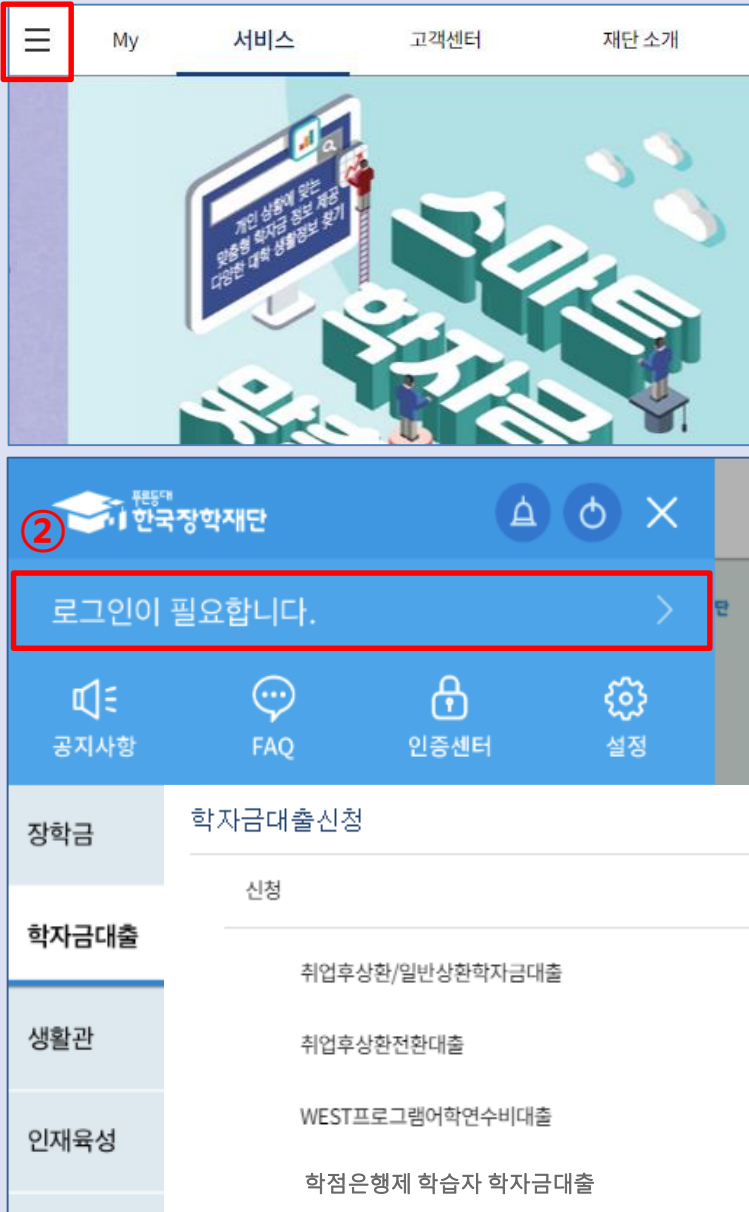 My 서비스 고객센터 재단 소개
개인 상황에 맞는
맞춤형 학자금 정보 제공
다양한 대학 생활정보 찾기
스마트
학자금
②
푸른등대
한국장학재단
로그인이 필요합니다.
단
공지사항 FAQ 인증센터 설정
장학금
학자금대출
생활관
인재육성
학자금대출신청
신청
취업후상환/일반상환학자금대출
취업후상환전환대출
WEST프로그램어학연수비대출
학점은행제 학습자 학자금대출